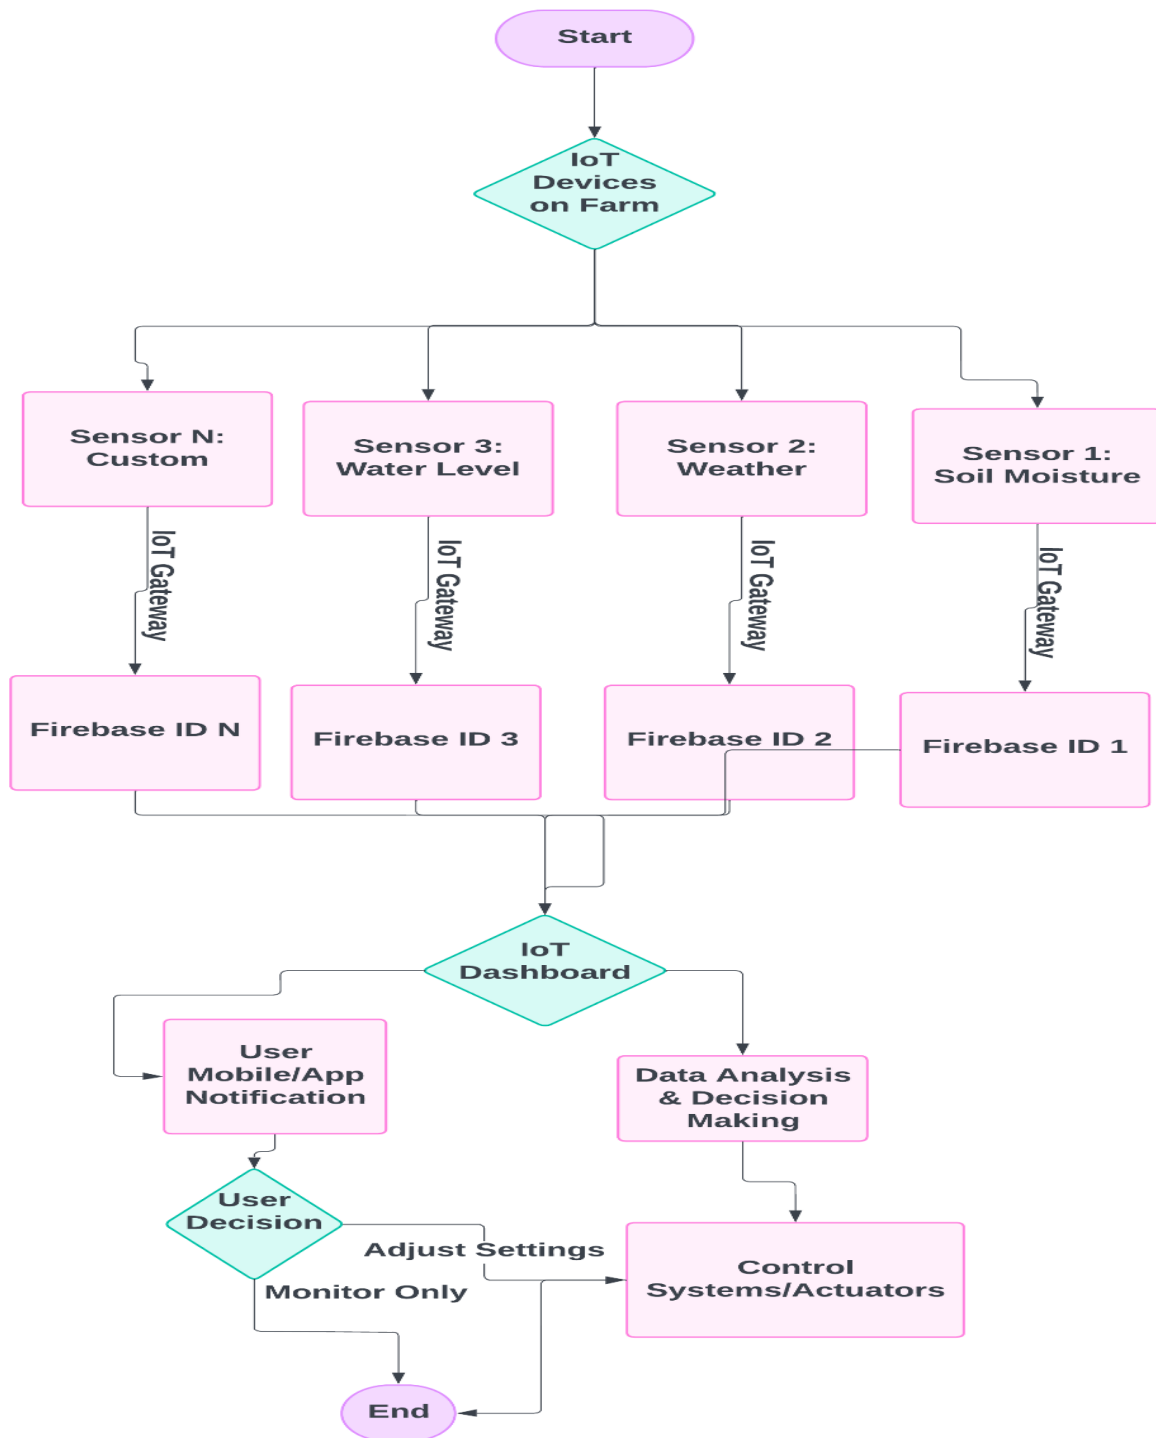 Start
IoT
Devices
on Farm
Sensor N:
Custom
Sensor 3:
Water Level
Sensor 2:
Weather
Sensor 1:
Soil Moisture
IoT Gateway
IoT Gateway
IoT Gateway
IoT Gateway
Firebase ID N
Firebase ID 3
Firebase ID 2
Firebase ID 1
IoT
Dashboard
User
Mobile/App
Notification
Data Analysis
& Decision
Making
User
Decision
Adjust Settings
Monitor Only
Control
Systems/Actuators
End